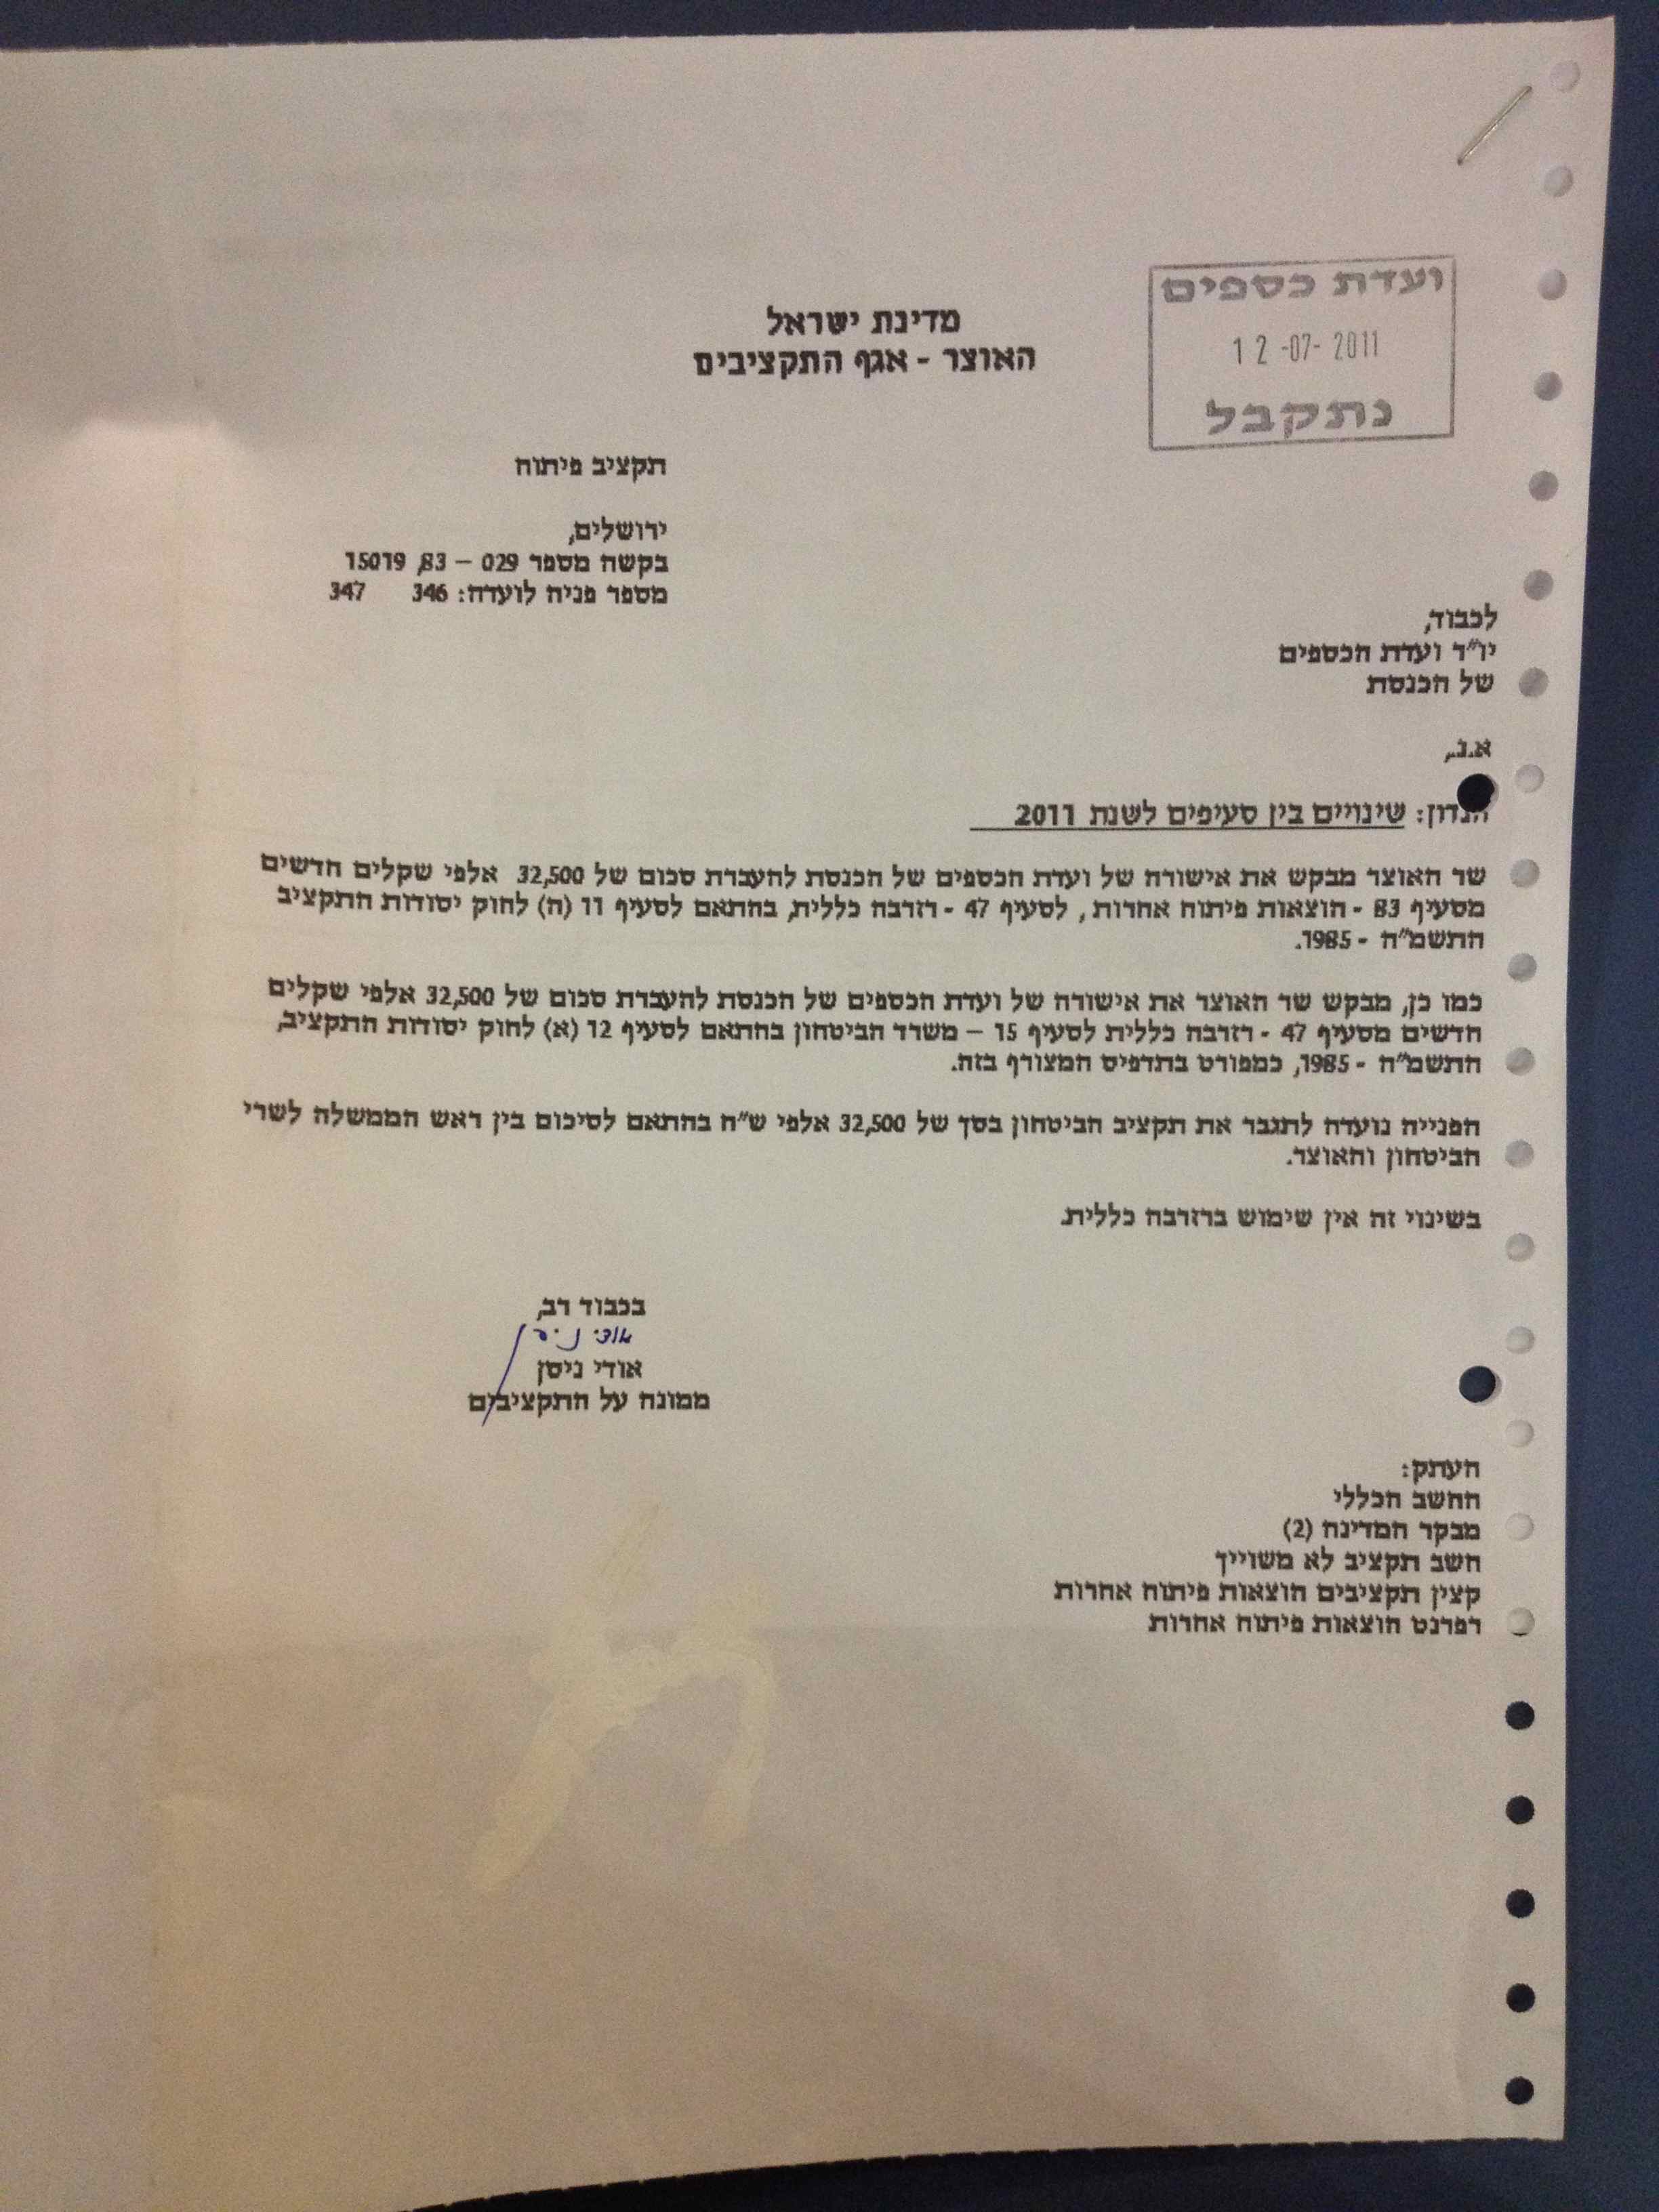 ועדת כספים
12-07-2011
נתקבל
מדינת ישראל
האוצר - אגף התקציבים
תקציב פיתוח
ירושלים,
בקשה מספר 029 – 83, 15019
מספר פניה לועדה: 346 347
לכבוד,
יו"ד ועדת הכספים
של הכנסת
א.נ.,
הנדון: שינויים בין סעיפים לשנת 2011
שר האוצר מבקש את אישורה של ועדת הכספים של הכנסת להעברת סכום של 32,500 אלפי שקלים חדשים
מסעיף 83 - הוצאות פיתוח אחרות, לסעיף 47 - רזרבה כללית, בהתאם לסעיף 11 (ה) לחוק יסודות התקציב
התשמ"ה - 1985.
כמו כן, מבקש שר האוצר את אישורה של ועדת הכספים של הכנסת להעברת סכום של 32,500 אלפי שקלים
חדשים מסעיף 47 - רזרבה כללית לסעיף 15 – משרד הביטחון בהתאם לסעיף 12 (א) לחוק יסודות התקציב,
התשמ"ה - 1985, כמפורט בתדפיס המצורף בזה.
הפנייה נועדה לתגבר את תקציב הביטחון בסך של 32,500 אלפי ש"ח בהתאם לסיכום בין ראש הממשלה לשרי
הביטחון והאוצר.
בשינוי זה אין שימוש ברזרבה כללית.
בכבוד רב,
אודי ניסן
אודי ניסן
ממונה על התקציבים
העתק:
החשב הכללי
מבקר המדינה (2)
חשב תקציב לא משוייך
קצין תקציבים הוצאות פיתוח אחרות
רפרנט הוצאות פיתוח אחרות